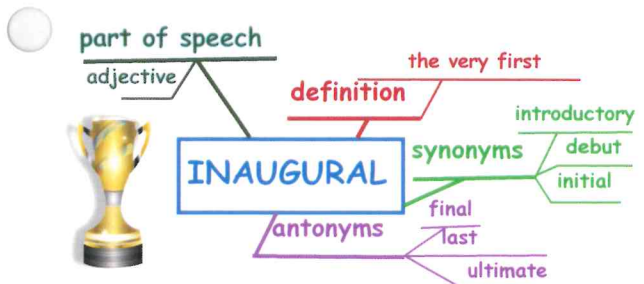 part of speech
adjective
the very first
definition
introductory
synonyms
debut
initial
INAUGURAL
antonyms
final
last
ultimate